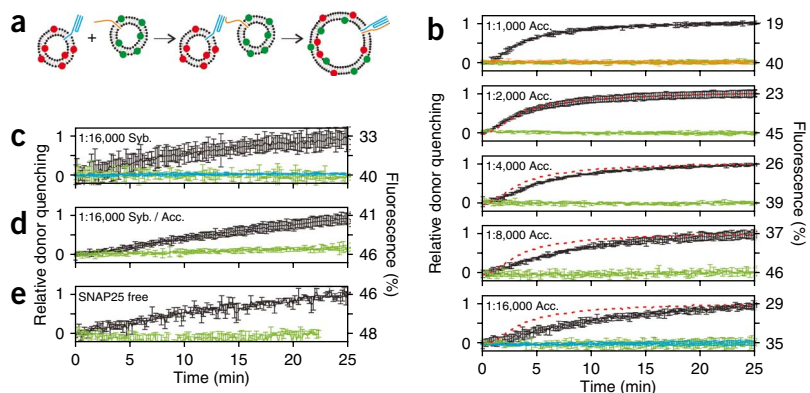 a
+
b
1:1,000 Acc.
1
0
19
40
1:2,000 Acc.
1
0
23
45
1:4,000 Acc.
1
0
26
39
1:8,000 Acc.
1
0
37
46
1:16,000 Acc.
1
0
29
35
0 5 10 15 20 25
Time (min)
Relative donor quenching
Fluorescence (%)
c
1:16,000 Syb.
1
0
33
40
d
1:16,000 Syb. / Acc.
1
0
41
46
e
SNAP25 free
1
0
46
48
0 5 10 15 20 25
Time (min)
Relative donor quenching
Fluorescence (%)